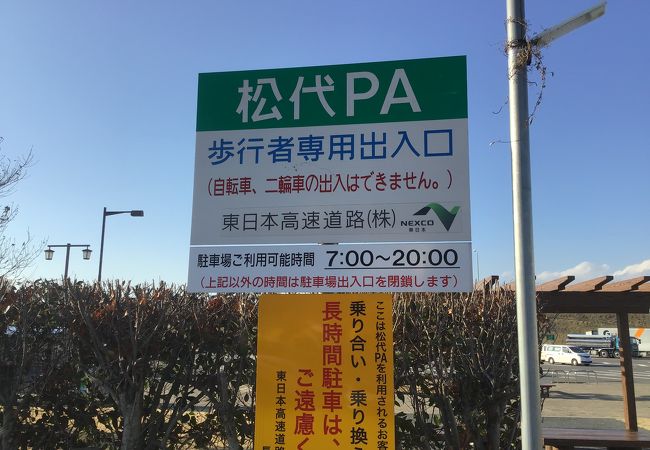 松代PA
歩行者専用出入口
(自転車、二輪車の出入はできません。)
東日本高速道路(株)
NEXCO
東日本
駐車場ご利用可能時間 7:00~20:00
(上記以外の時間は駐車場出入口を閉鎖します)
ここは松代PAを利用されるお客
乗り合い・乗り換え
長時間駐車は、
ご遠慮く
東日本高速道路
長